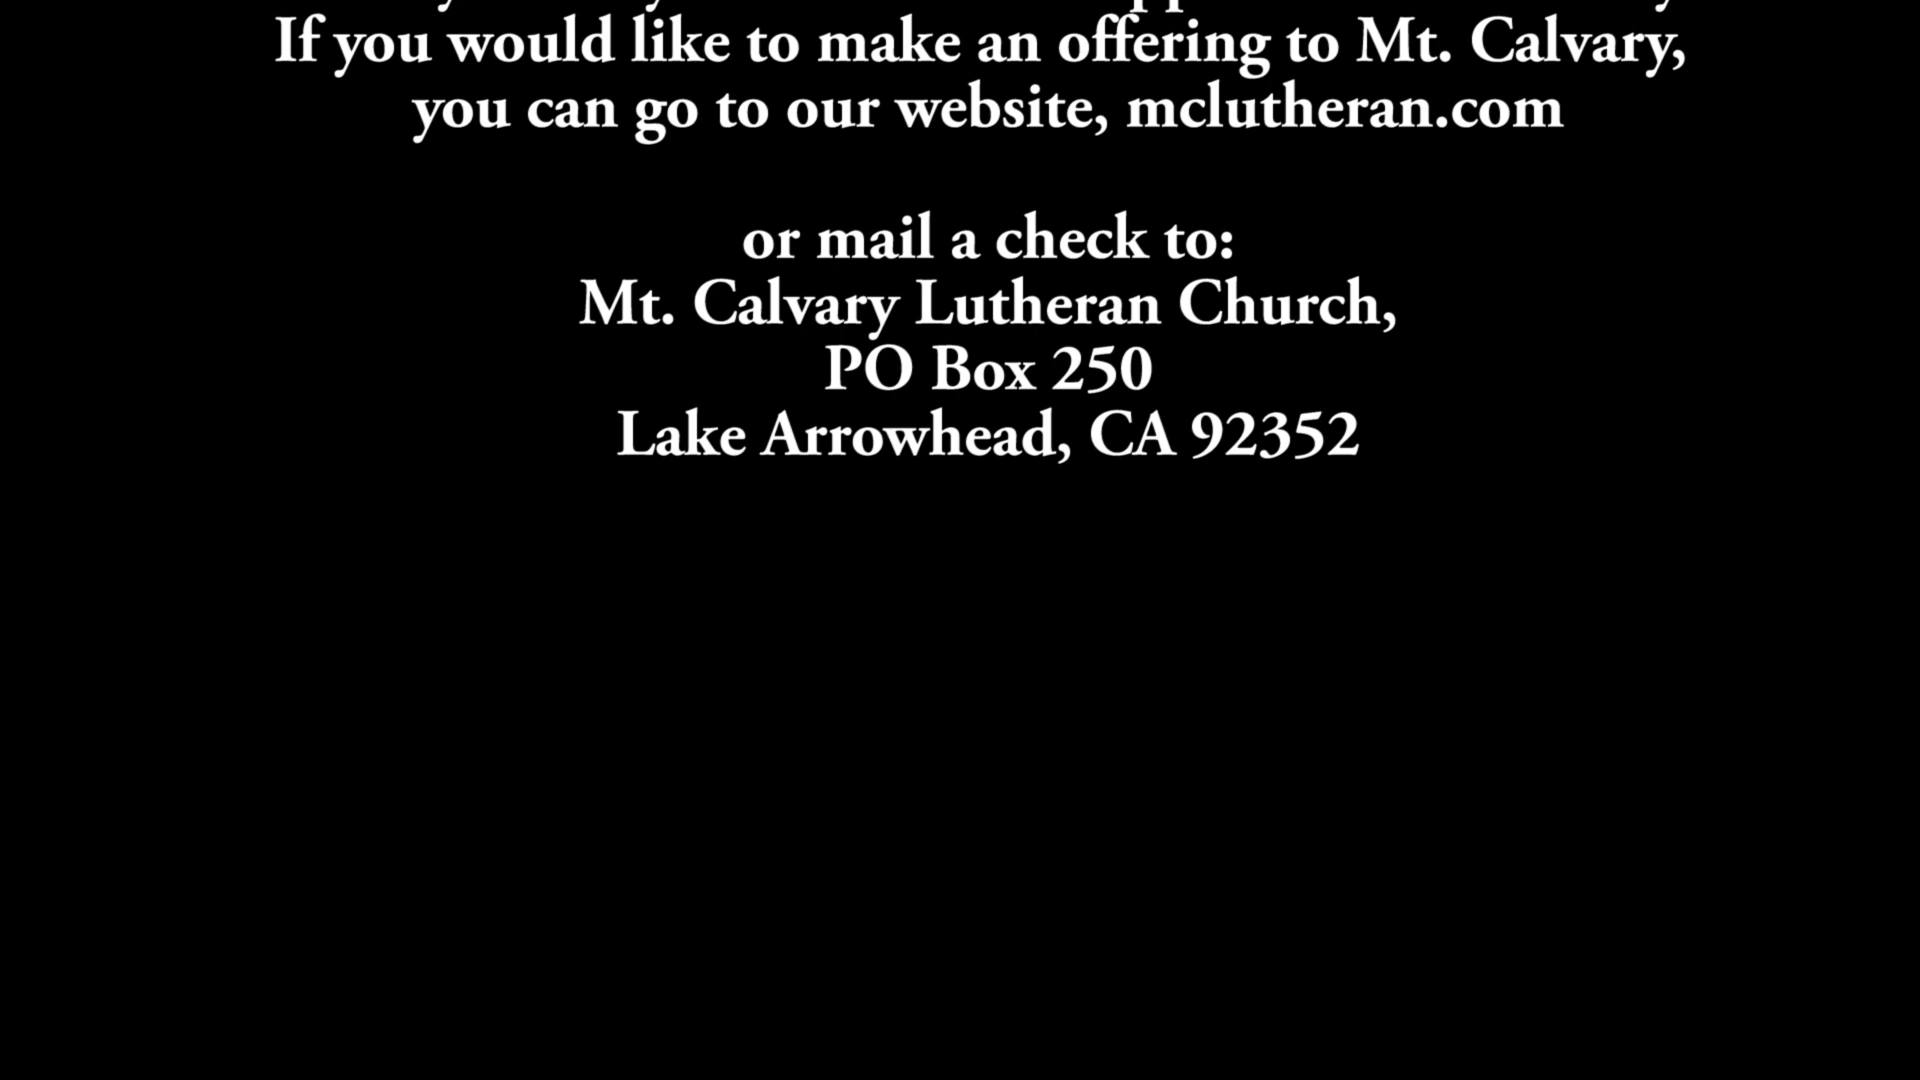 If you would like to make an offering to Mt. Calvary,
you can go to our website, mclutheran.com
or mail a check to:
Mt. Calvary Lutheran Church,
PO Box 250
Lake Arrowhead, CA 92352